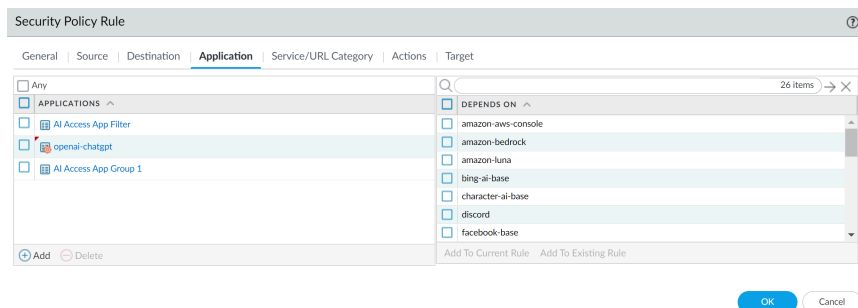 Security Policy Rule
General | Source | Destination | Application | Service/URL Category | Actions | Target
Any
26 items
APPLICATIONS
DEPENDS ON
AI Access App Filter
openai-chatgpt
AI Access App Group 1
amazon-aws-console
amazon-bedrock
amazon-luna
bing-ai-base
character-ai-base
discord
facebook-base
Add Delete
Add To Current Rule Add To Existing Rule
OK Cancel